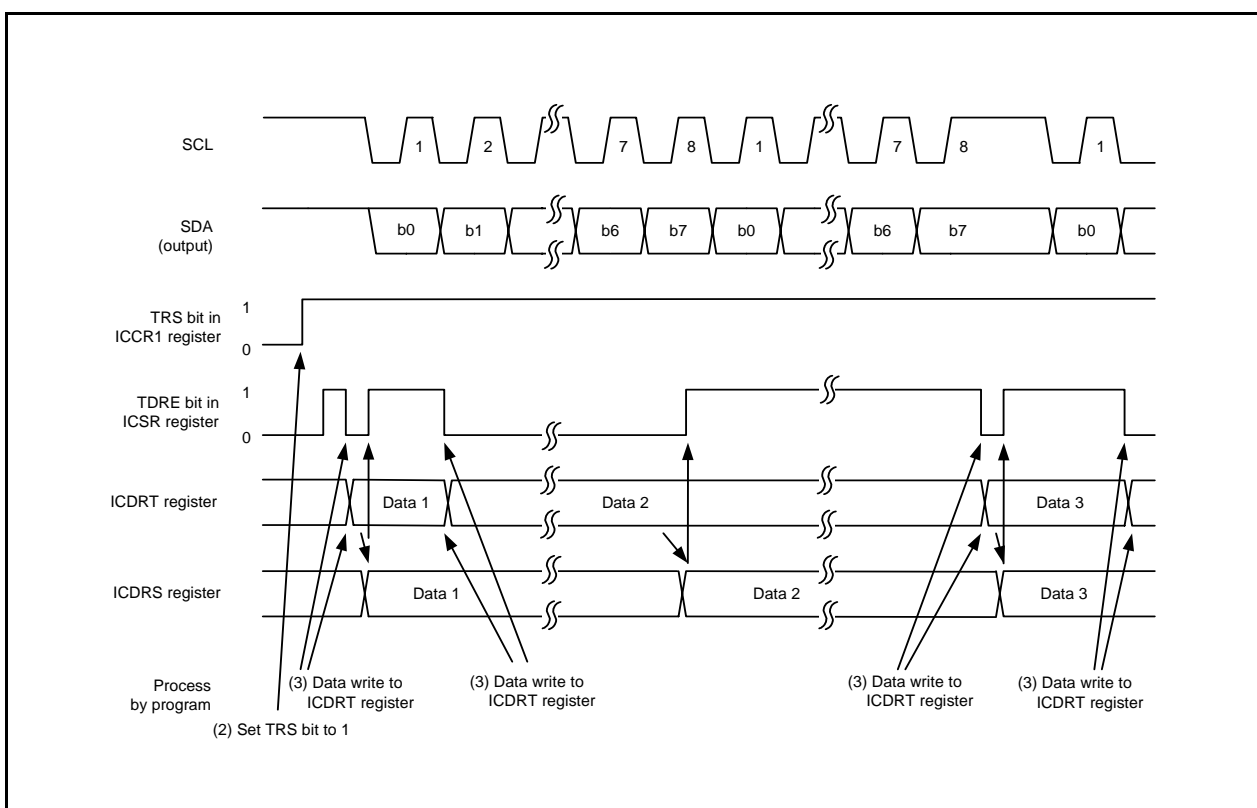 SCL
1 2 7 8 1 7 8 1
SDA
(output)
b0 b1 b6 b7 b0 b6 b7 b0
TRS bit in
ICCR1 register
1
0
TDRE bit in
ICSR register
1
0
ICDRT register
Data 1 Data 2 Data 3
ICDRS register
Data 1 Data 2 Data 3
Process
by program
(3) Data write to
ICDRT register
(3) Data write to
ICDRT register
(3) Data write to
ICDRT register
(3) Data write to
ICDRT register
(2) Set TRS bit to 1